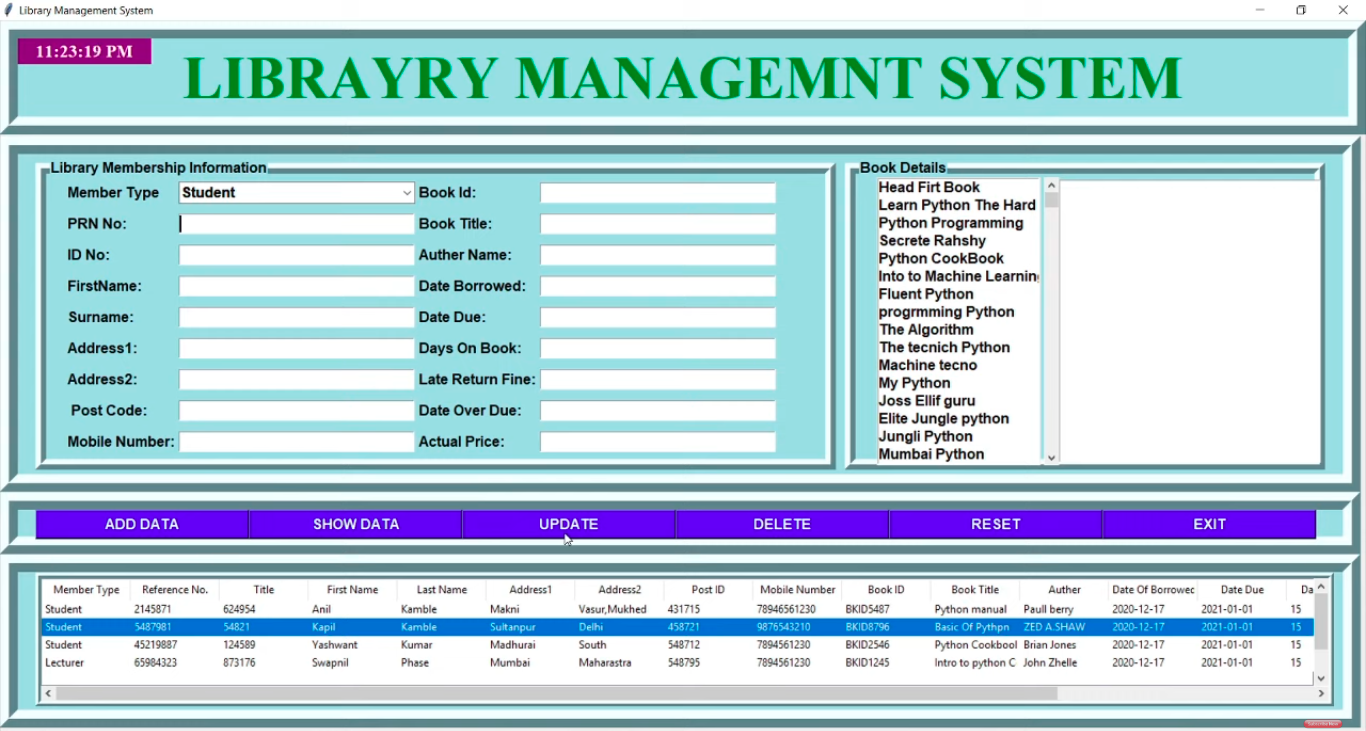 Library Management System
11:23:19 PM
LIBRAYRY MANAGEMNT SYSTEM
Library Membership Information
Member Type Student
PRN No:
ID No:
FirstName:
Surname:
Address1:
Address2:
Post Code:
Mobile Number:
Book Id:
Book Title:
Auther Name:
Date Borrowed:
Date Due:
Days On Book:
Late Return Fine:
Date Over Due:
Actual Price:
Book Details
Head Firt Book
Learn Python The Hard
Python Programming
Secrete Rahshy
Python CookBook
Into to Machine Learnin
Fluent Python
progrmming Python
The Algorithm
The tecnich Python
Machine tecno
My Python
Joss Ellif guru
Elite Jungle python
Jungli Python
Mumbai Python
ADD DATA SHOW DATA UPDATE DELETE RESET EXIT
Member Type Reference No. Title First Name Last Name Address1 Address2 Post ID Mobile Number Book ID Book Title Auther Date Of Borrowec Date Due Da
Student 2145871 624954 Anil Kamble Makni Vasur,Mukhed 431715 78946561230 BKID5487 Python manual Paull berry 2020-12-17 2021-01-01 15
Student 5487981 54821 Kapil Kamble Sultanpur Delhi 458721 9876543210 BKID8796 Basic Of Pythpn ZED A.SHAW 2020-12-17 2021-01-01 15
Student 45219887 124589 Yashwant Kumar Madhurai South 548712 7894561230 BKID2546 Python Cookbool Brian Jones 2020-12-17 2021-01-01 15
Lecturer 65984323 873176 Swapnil Phase Mumbai Maharastra 548795 7894561230 BKID1245 Intro to python C John Zhelle 2020-12-17 2021-01-01 15